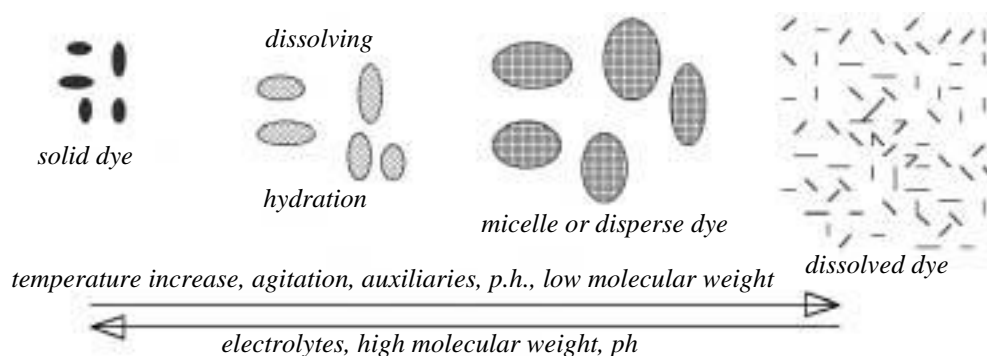 dissolving
solid dye
hydration
micelle or disperse dye
dissolved dye
temperature increase, agitation, auxiliaries, p.h., low molecular weight
electrolytes, high molecular weight, ph